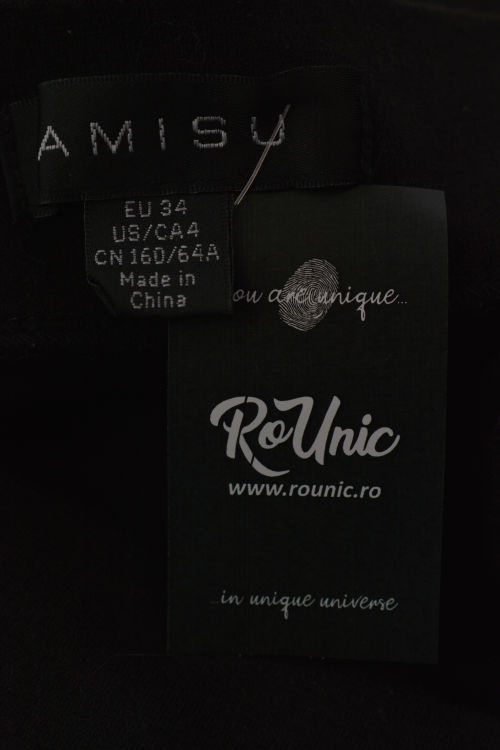 AMISU
EU 34
US/CA4
CN 160/64A
Made in
China
ou are unique...
RoUnic
www.rounic.ro
...in unique universe